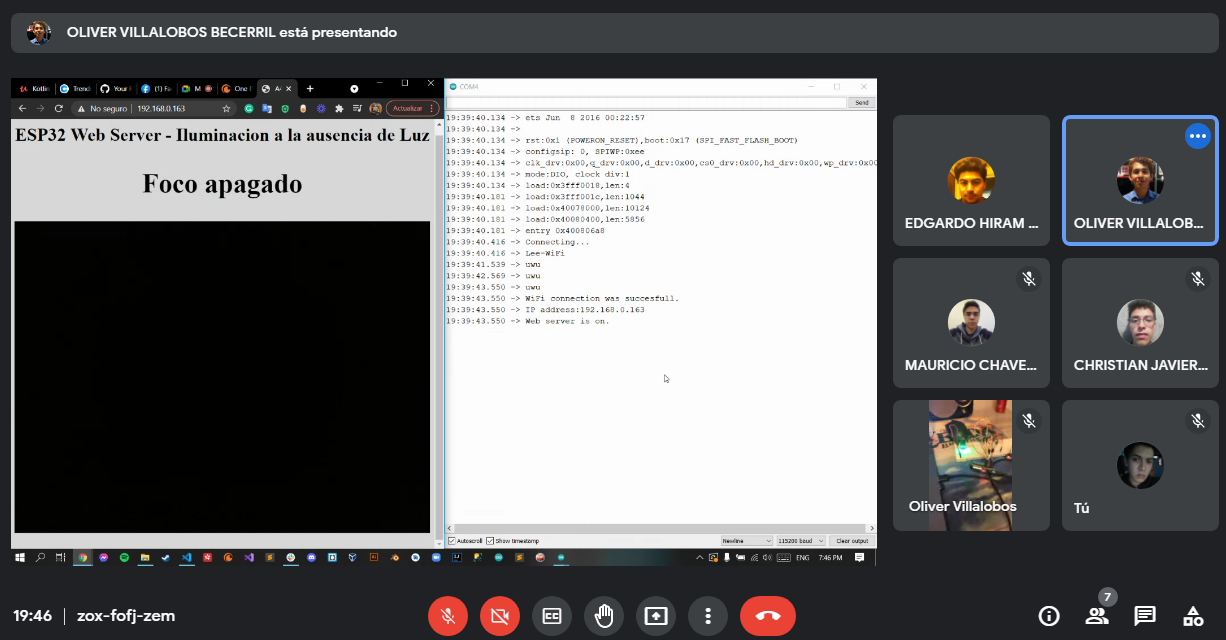 OLIVER VILLALOBOS BECERRIL está presentando
Kotlin
Trend
Your
(1) Fa
M
One
No seguro
192.168.0.163
Actualizar
ESP32 Web Server - Iluminacion a la ausencia de Luz
Foco apagado
COM4
Send
19:39:40.134 -> ets Jun  8 2016 00:22:57
19:39:40.134 ->
19:39:40.134 -> rst:0x1 (POWERON_RESET),boot:0x17 (SPI_FAST_FLASH_BOOT)
19:39:40.134 -> configsip: 0, SPIWP:0xee
19:39:40.134 -> clk_drv:0x00,q_drv:0x00,d_drv:0x00,cs0_drv:0x00,hd_drv:0x00,wp_drv:0x00
19:39:40.134 -> mode:DIO, clock div:1
19:39:40.134 -> load:0x3fff0018,len:4
19:39:40.181 -> load:0x3fff001c,len:1044
19:39:40.181 -> load:0x40078000,len:10124
19:39:40.181 -> load:0x40080400,len:5856
19:39:40.181 -> entry 0x400806a8
19:39:40.416 -> Connecting...
19:39:40.416 -> Lee-WiFi
19:39:41.539 -> uwu
19:39:42.569 -> uwu
19:39:43.550 -> uwu
19:39:43.550 -> WiFi connection was succesfull.
19:39:43.550 -> IP address:192.168.0.163
19:39:43.550 -> Web server is on.
Autoscroll
Show timestamp
Newline
115200 baud
Clear output
ENG
7:46 PM
EDGARDO HIRAM ...
OLIVER VILLALOB...
MAURICIO CHAVE...
CHRISTIAN JAVIER...
Oliver Villalobos
Tú
19:46
zox-fofj-zem
CC
7